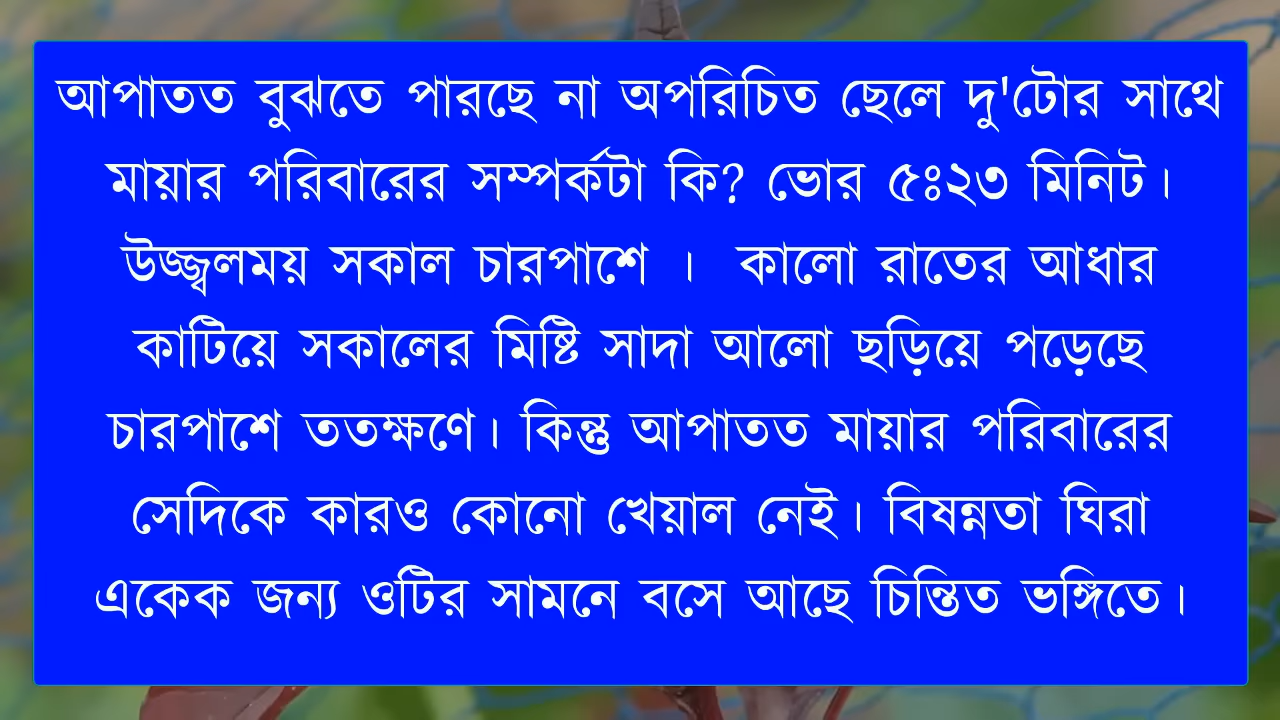 আপাতত বুঝতে পারছে না অপরিচিত ছেলে দু'টোর সাথে
মায়ার পরিবারের সম্পর্কটা কি? ভোর ৫ঃ২৩ মিনিট।
উজ্জ্বলময় সকাল চারপাশে । কালো রাতের আধার
কাটিয়ে সকালের মিষ্টি সাদা আলো ছড়িয়ে পড়েছে
চারপাশে ততক্ষণে। কিন্তু আপাতত মায়ার পরিবারের
সেদিকে কারও কোনো খেয়াল নেই। বিষন্নতা ঘিরা
একেক জন্য ওটির সামনে বসে আছে চিন্তিত ভঙ্গিতে।